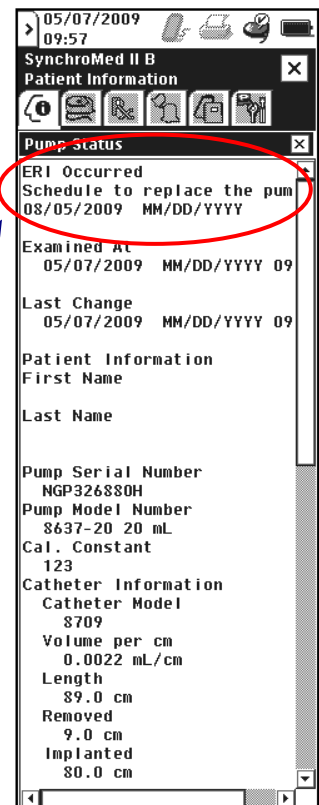 05/07/2009
09:57
SynchroMed II B
Patient Information
Rx
Pump Status
ERI Occurred
Schedule to replace the pum
08/05/2009 MM/DD/YYYY
Examined At
05/07/2009 MM/DD/YYYY 09
Last Change
05/07/2009 MM/DD/YYYY 09
Patient Information
First Name
Last Name
Pump Serial Number
NGP326880H
Pump Model Number
8637-20 20 mL
Cal. Constant
123
Catheter Information
Catheter Model
8709
Volume per cm
0.0022 mL/cm
Length
89.0 cm
Removed
9.0 cm
Implanted
80.0 cm